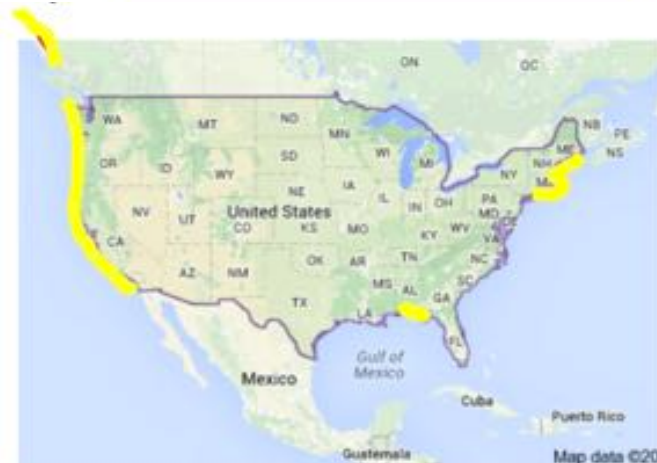 ON
QC
NB
PE
NS
WA
MT
ND
MN
ME
OR
ID
SD
WI
MI
NY
NH
WY
NE
IA
IL
IN
OH
PA
MD
DE
NV
UT
CO
United States
KS
MO
KY
WV
VA
CA
AZ
NM
OK
AR
TN
NC
SC
TX
MS
AL
GA
LA
FL
Gulf of
Mexico
Mexico
Cuba
Puerto Rico
Guatemala
Map data ©20